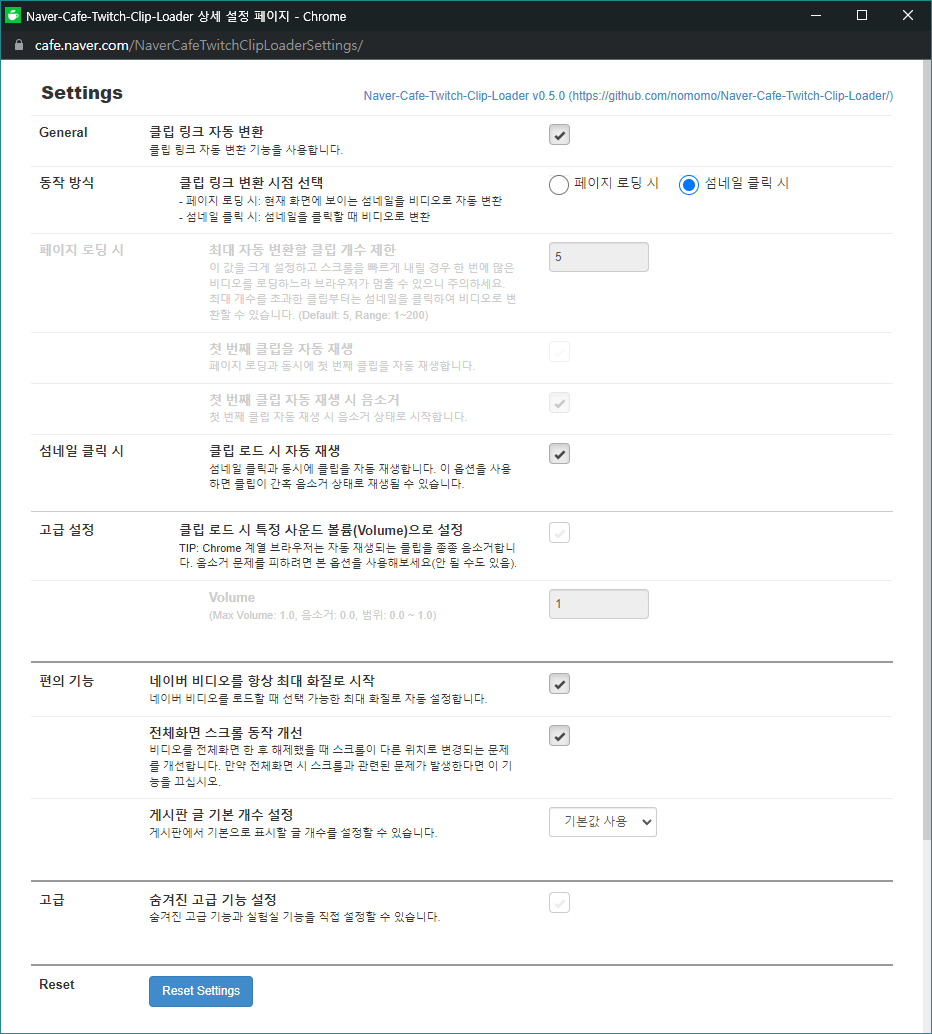 Naver-Cafe-Twitch-Clip-Loader 상세 설정 페이지 - Chrome
cafe.naver.com/NaverCafeTwitchClipLoaderSettings/
Settings
Naver-Cafe-Twitch-Clip-Loader v0.5.0 (https://github.com/nomomo/Naver-Cafe-Twitch-Clip-Loader/)
General
클립 링크 자동 변환
클립 링크 자동 변환 기능을 사용합니다.
동작 방식
클립 링크 변환 시점 선택
- 페이지 로딩 시: 현재 화면에 보이는 섬네일을 비디오로 자동 변환
- 섬네일 클릭 시: 섬네일을 클릭할 때 비디오로 변환
페이지 로딩 시
섬네일 클릭 시
페이지 로딩 시
최대 자동 변환할 클립 개수 제한
이 값을 크게 설정하고 스크롤을 빠르게 내릴 경우 한 번에 많은
비디오를 로딩하느라 브라우저가 멈출 수 있으니 주의하세요.
최대 개수를 초과한 클립부터는 섬네일을 클릭하여 비디오로 변
환할 수 있습니다. (Default: 5, Range: 1~200)
5
첫 번째 클립을 자동 재생
페이지 로딩과 동시에 첫 번째 클립을 자동 재생합니다.
첫 번째 클립 자동 재생 시 음소거
첫 번째 클립 자동 재생 시 음소거 상태로 시작합니다.
섬네일 클릭 시
클립 로드 시 자동 재생
섬네일 클릭과 동시에 클립을 자동 재생합니다. 이 옵션을 사용
하면 클립이 간혹 음소거 상태로 재생될 수 있습니다.
고급 설정
클립 로드 시 특정 사운드 볼륨(Volume)으로 설정
TIP: Chrome 계열 브라우저는 자동 재생되는 클립을 종종 음소거합니
다. 음소거 문제를 피하려면 본 옵션을 사용해보세요(안 될 수도 있음).
Volume
(Max Volume: 1.0, 음소거: 0.0, 범위: 0.0 ~ 1.0)
1
편의 기능
네이버 비디오를 항상 최대 화질로 시작
네이버 비디오를 로드할 때 선택 가능한 최대 화질로 자동 설정합니다.
전체화면 스크롤 동작 개선
비디오를 전체화면 한 후 해제했을 때 스크롤이 다른 위치로 변경되는 문제
를 개선합니다. 만약 전체화면 시 스크롤과 관련된 문제가 발생한다면 이 기
능을 끄십시오.
게시판 글 기본 개수 설정
게시판에서 기본으로 표시할 글 개수를 설정할 수 있습니다.
기본값 사용
고급
숨겨진 고급 기능 설정
숨겨진 고급 기능과 실험실 기능을 직접 설정할 수 있습니다.
Reset
Reset Settings